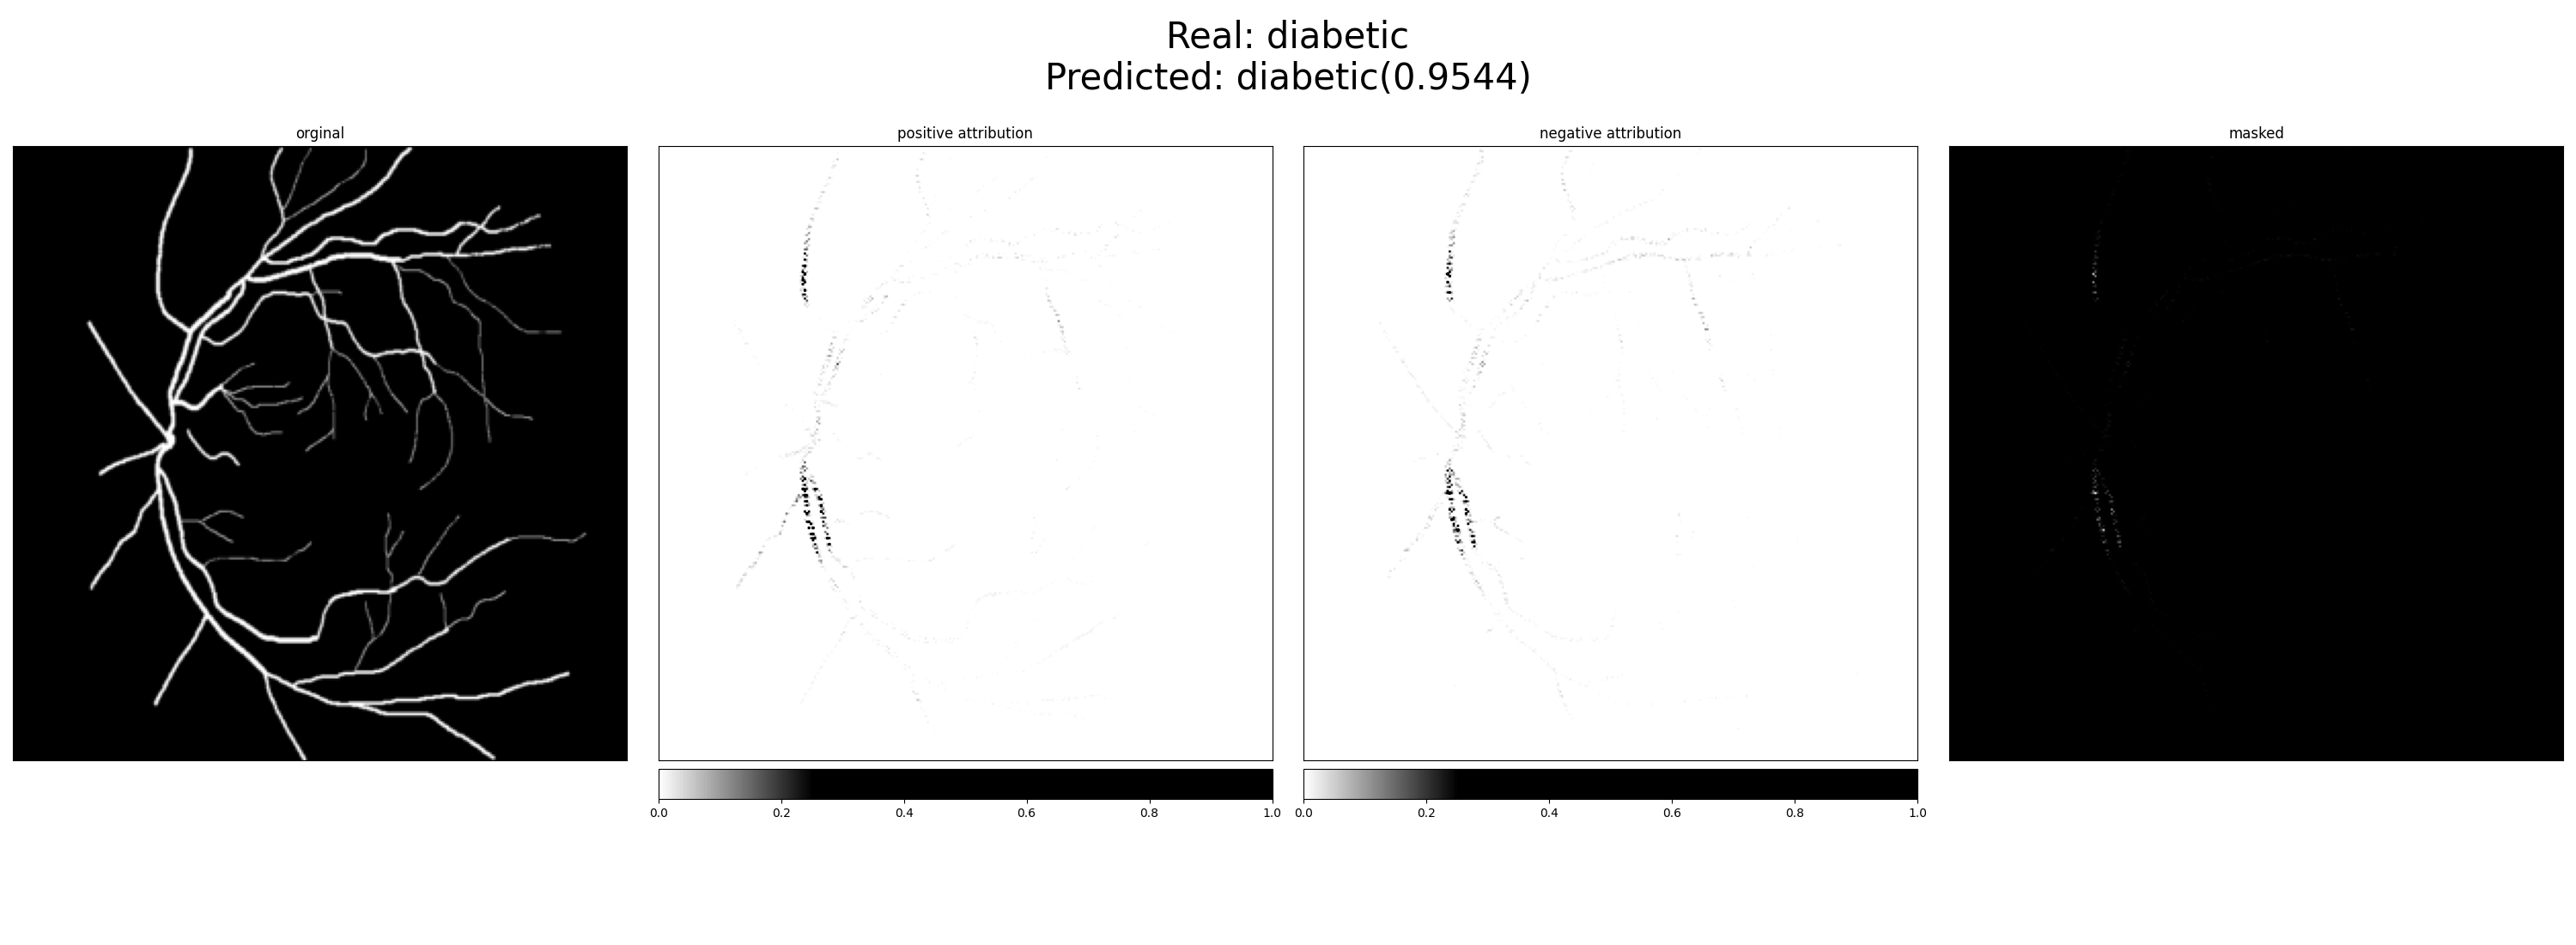 Real: diabetic
Predicted: diabetic(0.9544)
orginal
positive attribution
negative attribution
masked
0.0 0.2 0.4 0.6 0.8 1.0
0.0 0.2 0.4 0.6 0.8 1.0